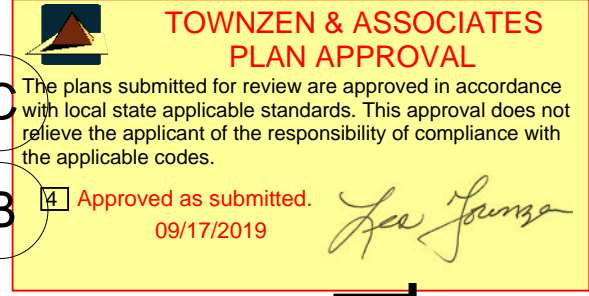 TOWNZEN & ASSOCIATES
PLAN APPROVAL
The plans submitted for review are approved in accordance
with local state applicable standards. This approval does not
relieve the applicant of the responsibility of compliance with
the applicable codes.
4 Approved as submitted.
09/17/2019
C
B